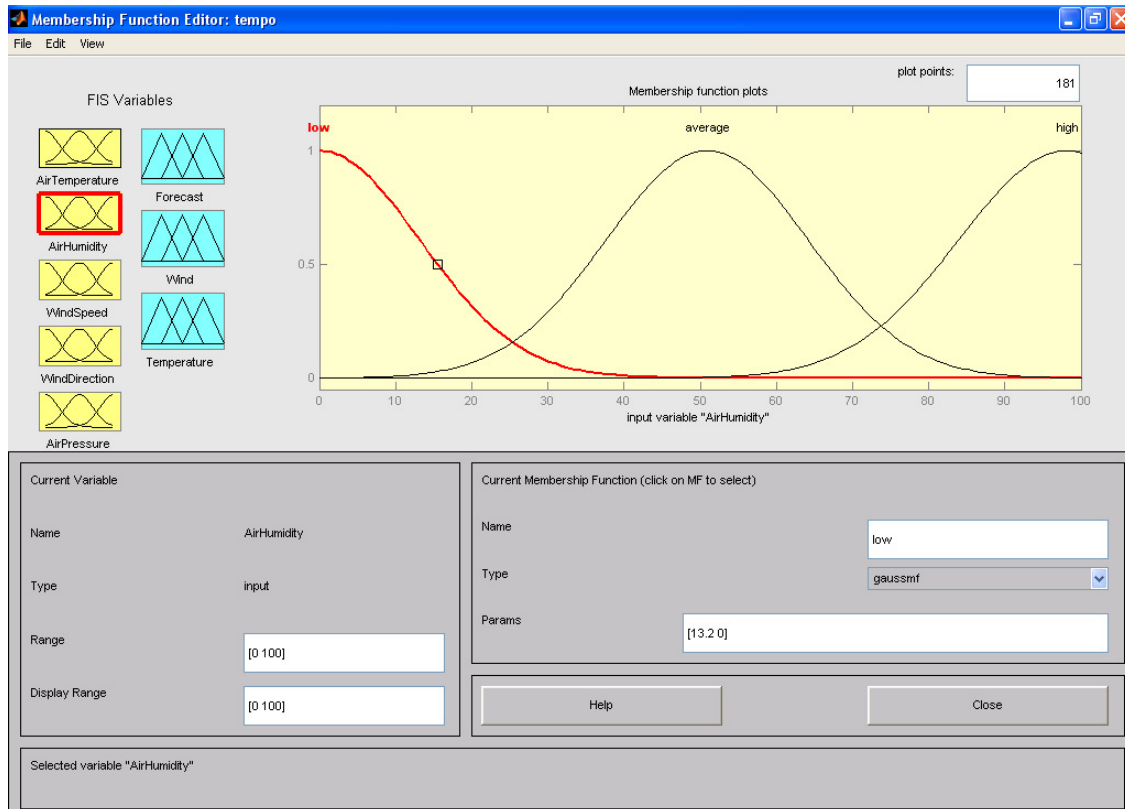 Membership Function Editor: tempo
File Edit View
plot points:
181
FIS Variables
AirTemperature
AirHumidity
WindSpeed
WindDirection
AirPressure
Forecast
Wind
Temperature
Membership function plots
low average high
1
0.5
0
0 10 20 30 40 50 60 70 80 90 100
input variable "AirHumidity"
Current Variable
Name AirHumidity
Type input
Range [0 100]
Display Range [0 100]
Current Membership Function (click on MF to select)
Name low
Type gaussmf
Params [13.2 0]
Help Close
Selected variable "AirHumidity"